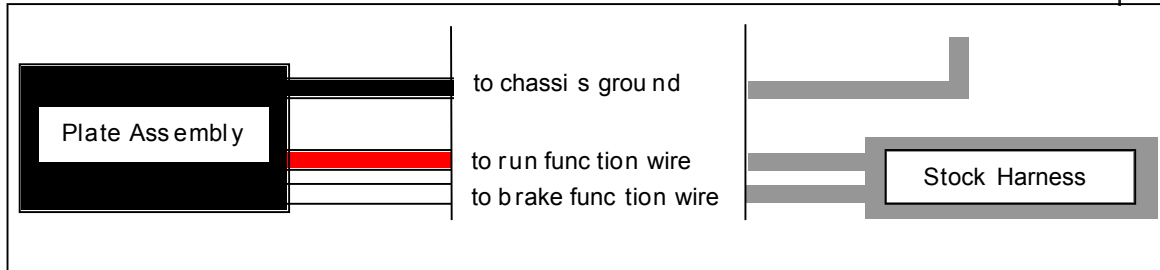 to chassis ground
Plate Assembly
to run function wire
Stock Harness
to brake function wire